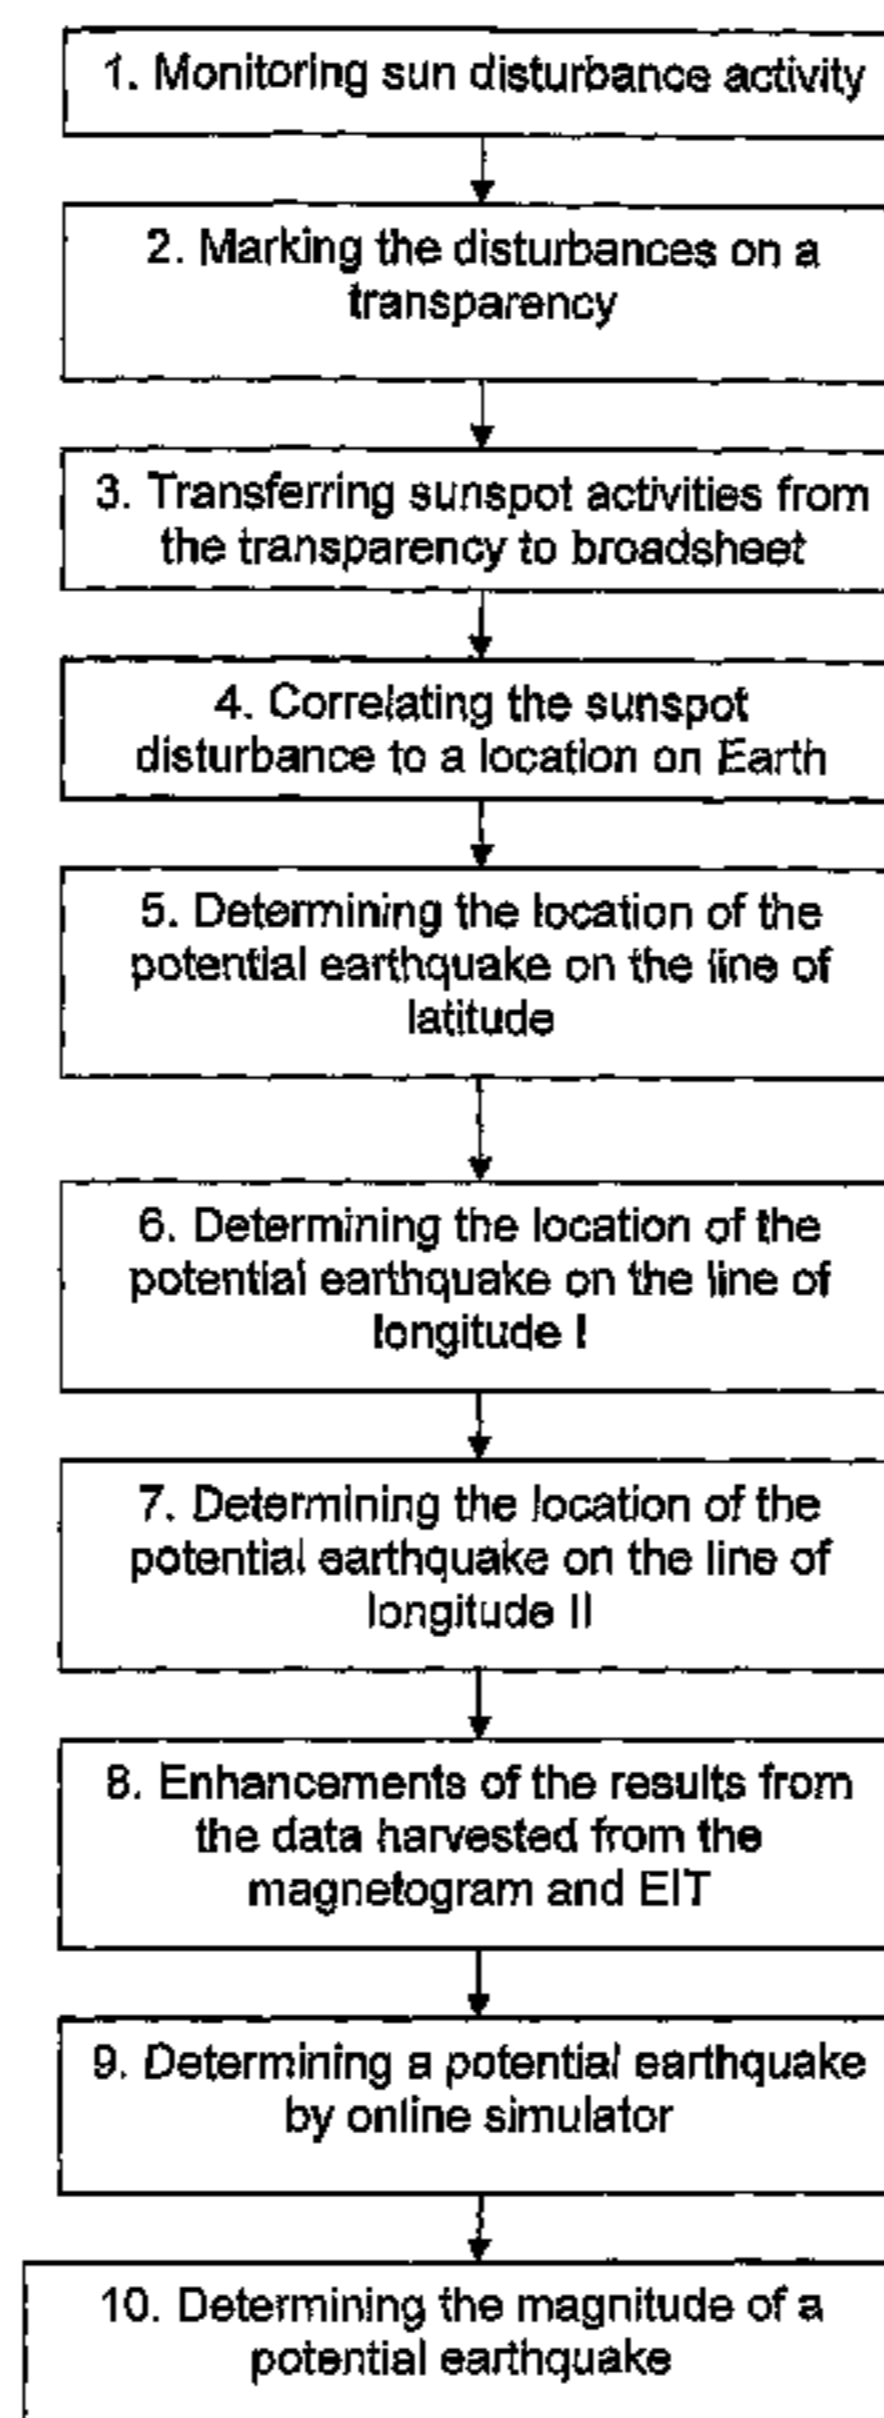 1. Monitoring sun disturbance activity
2. Marking the disturbances on a
transparency
3. Transferring sunspot activities from
the transparency to broadsheet
4. Correlating the sunspot
disturbance to a location on Earth
5. Determining the location of the
potential earthquake on the line of
latitude
6. Determining the location of the
potential earthquake on the line of
longitude I
7. Determining the location of the
potential earthquake on the line of
longitude II
8. Enhancements of the results from
the data harvested from the
magnetogram and EIT
9. Determining a potential earthquake
by online simulator
10. Determining the magnitude of a
potential earthquake